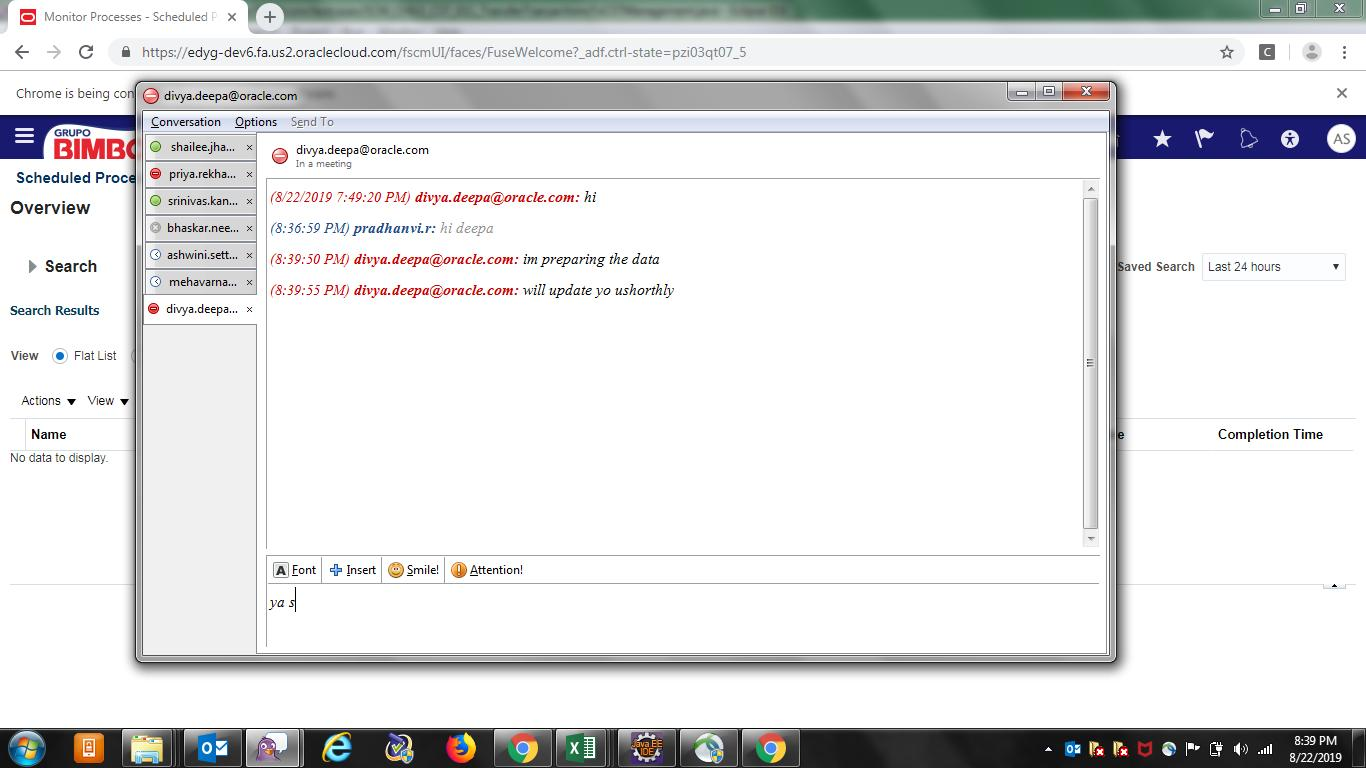 Monitor Processes - Scheduled P
https://edyg-dev6.fa.us2.oraclecloud.com/fscmUI/faces/FuseWelcome?_adf.ctrl-state=pzi03qt07_5
C
Chrome is being con
divya.deepa@oracle.com
Conversation Options Send To
GRUPO
BIMBO
AS
shailee.jha...
priya.rekha...
srinivas.kan...
bhaskar.nee...
ashwini.sett...
mehavarna...
divya.deepa...
divya.deepa@oracle.com
In a meeting
(8/22/2019 7:49:20 PM) divya.deepa@oracle.com: hi
(8:36:59 PM) pradhanvi.r: hi deepa
(8:39:50 PM) divya.deepa@oracle.com: im preparing the data
(8:39:55 PM) divya.deepa@oracle.com: will update yo ushorthly
Scheduled Proce
Overview
Search
Saved Search Last 24 hours
Search Results
View Flat List
Actions View
Name
e Completion Time
No data to display.
A Font Insert Smile! Attention!
ya s
Java EE
IDE
8:39 PM
8/22/2019